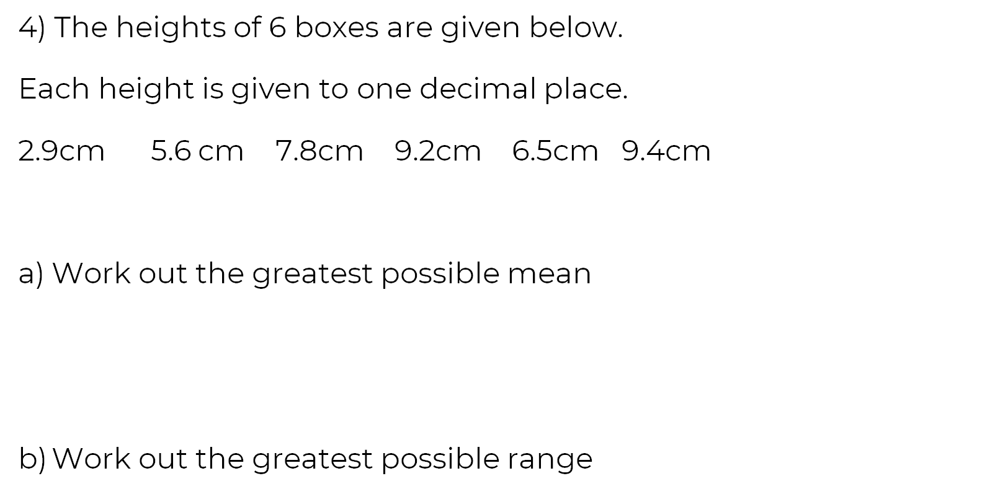 4) The heights of 6 boxes are given below.
Each height is given to one decimal place.
2.9cm 5.6 cm 7.8cm 9.2cm 6.5cm 9.4cm
a) Work out the greatest possible mean
b) Work out the greatest possible range